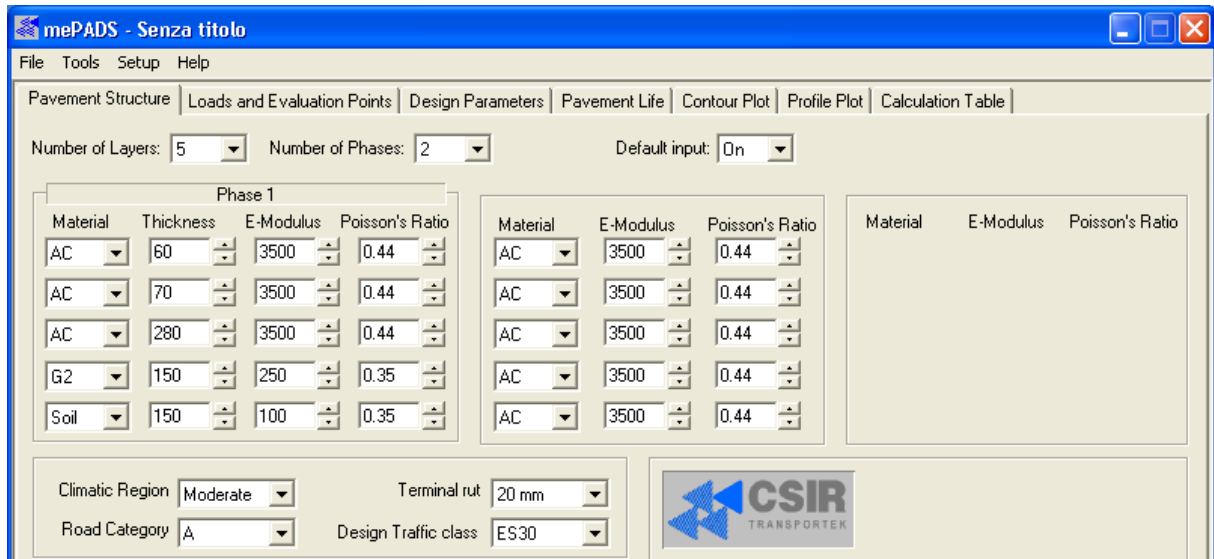 mePADS - Senza titolo
File Tools Setup Help
Pavement Structure Loads and Evaluation Points Design Parameters Pavement Life Contour Plot Profile Plot Calculation Table
Number of Layers: 5 Number of Phases: 2 Default input: On
Phase 1
Material Thickness E-Modulus Poisson's Ratio Material E-Modulus Poisson's Ratio Material E-Modulus Poisson's Ratio
AC 60 3500 0.44 AC 3500 0.44
AC 70 3500 0.44 AC 3500 0.44
AC 280 3500 0.44 AC 3500 0.44
G2 150 250 0.35 AC 3500 0.44
Soil 150 100 0.35 AC 3500 0.44
Climatic Region Moderate Terminal rut 20 mm
Road Category A Design Traffic class ES30
CSIR
TRANSPORTEK